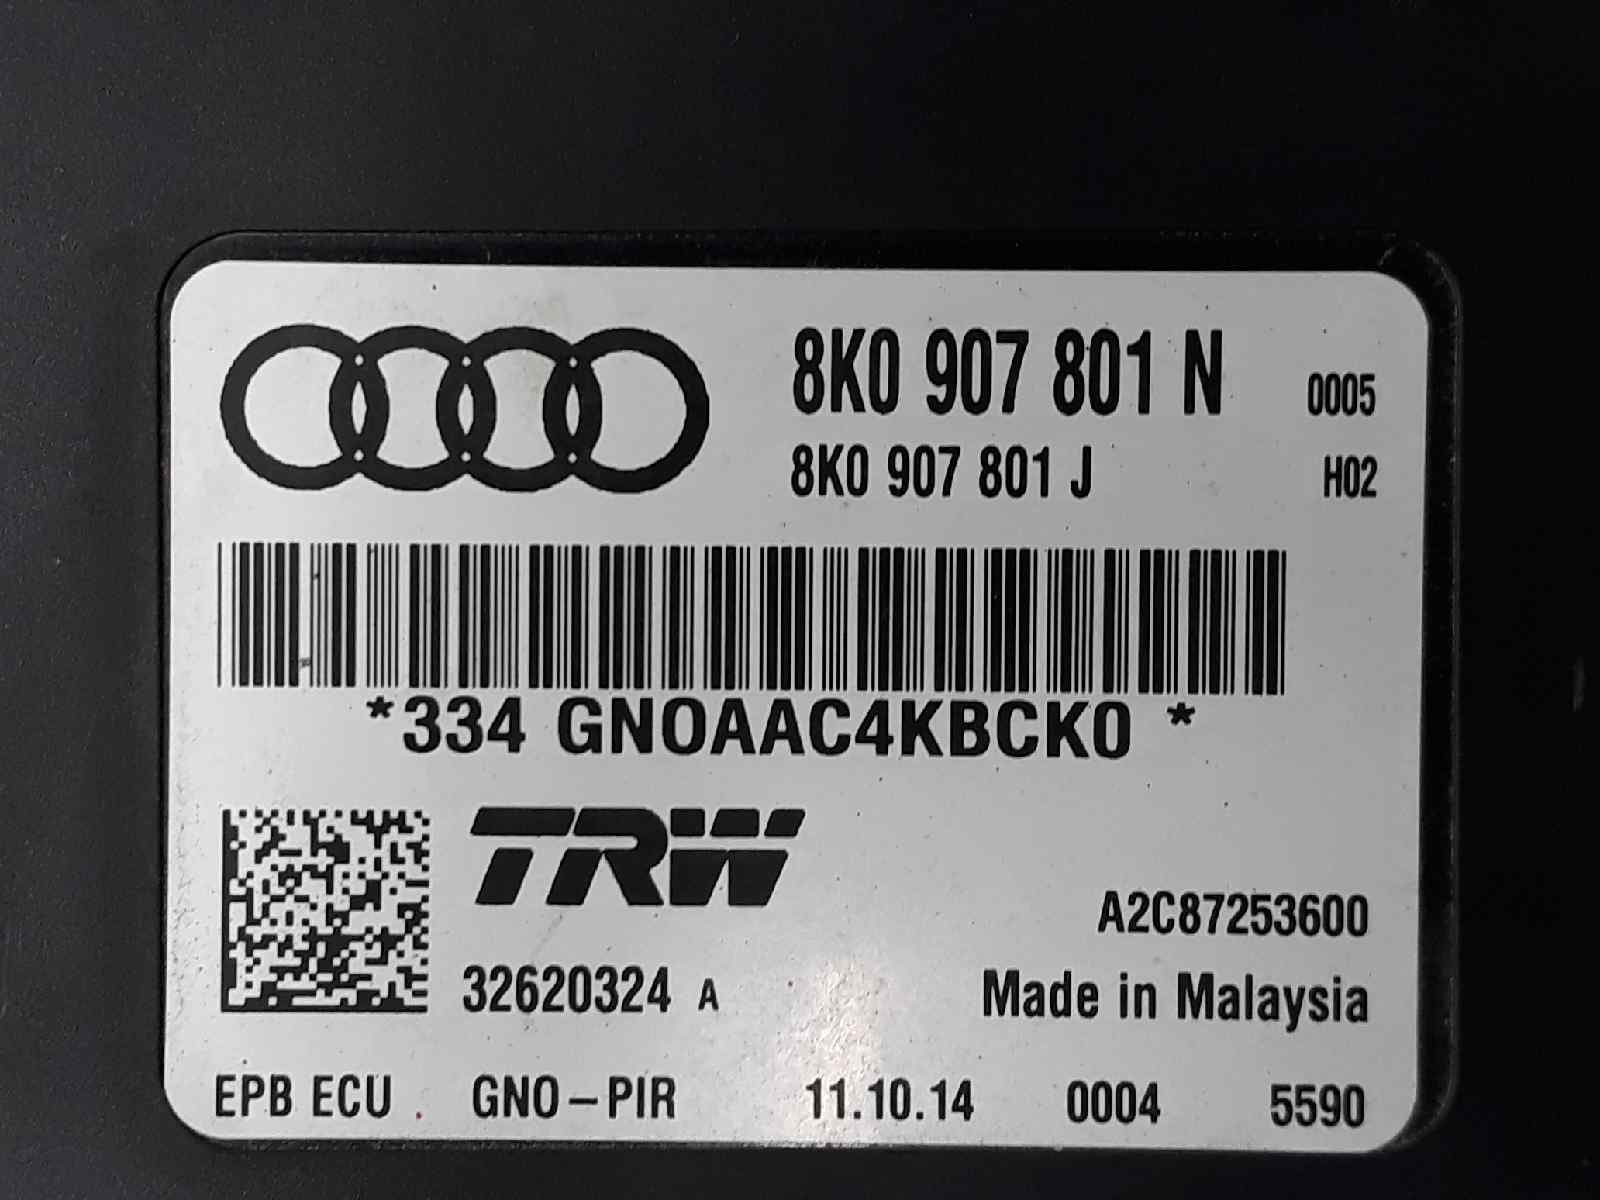 8K0 907 801 N 0005
8K0 907 801 J H02
*334 GNOAAC4KBCK0 *
TRW
A2C87253600
32620324 A Made in Malaysia
EPB ECU GNO-PIR 11.10.14 0004 5590